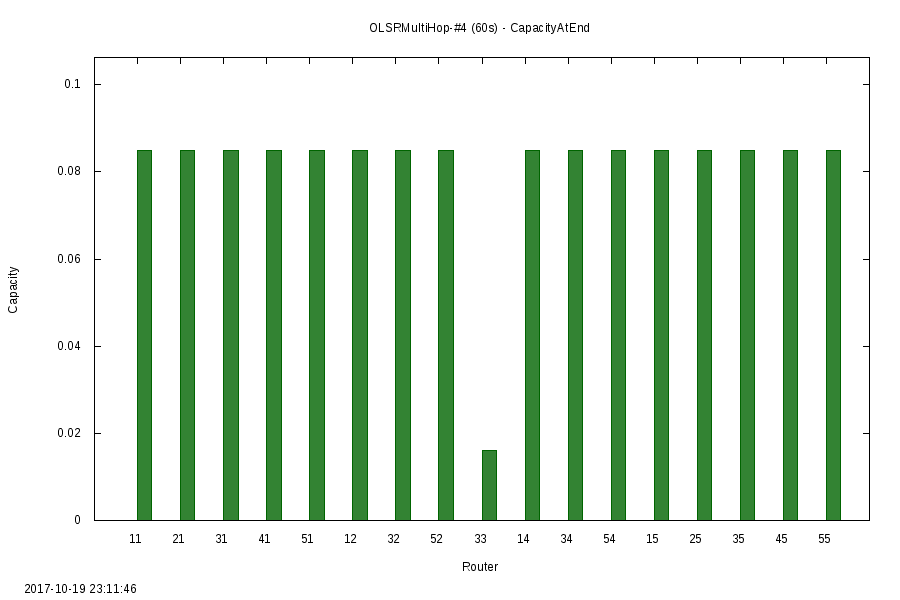 OLSRMultiHop-#4 (60s) - CapacityAtEnd
0.1
0.08
0.06
0.04
0.02
0
Capacity
11 21 31 41 51 12 32 52 33 14 34 54 15 25 35 45 55
Router
2017-10-19 23:11:46